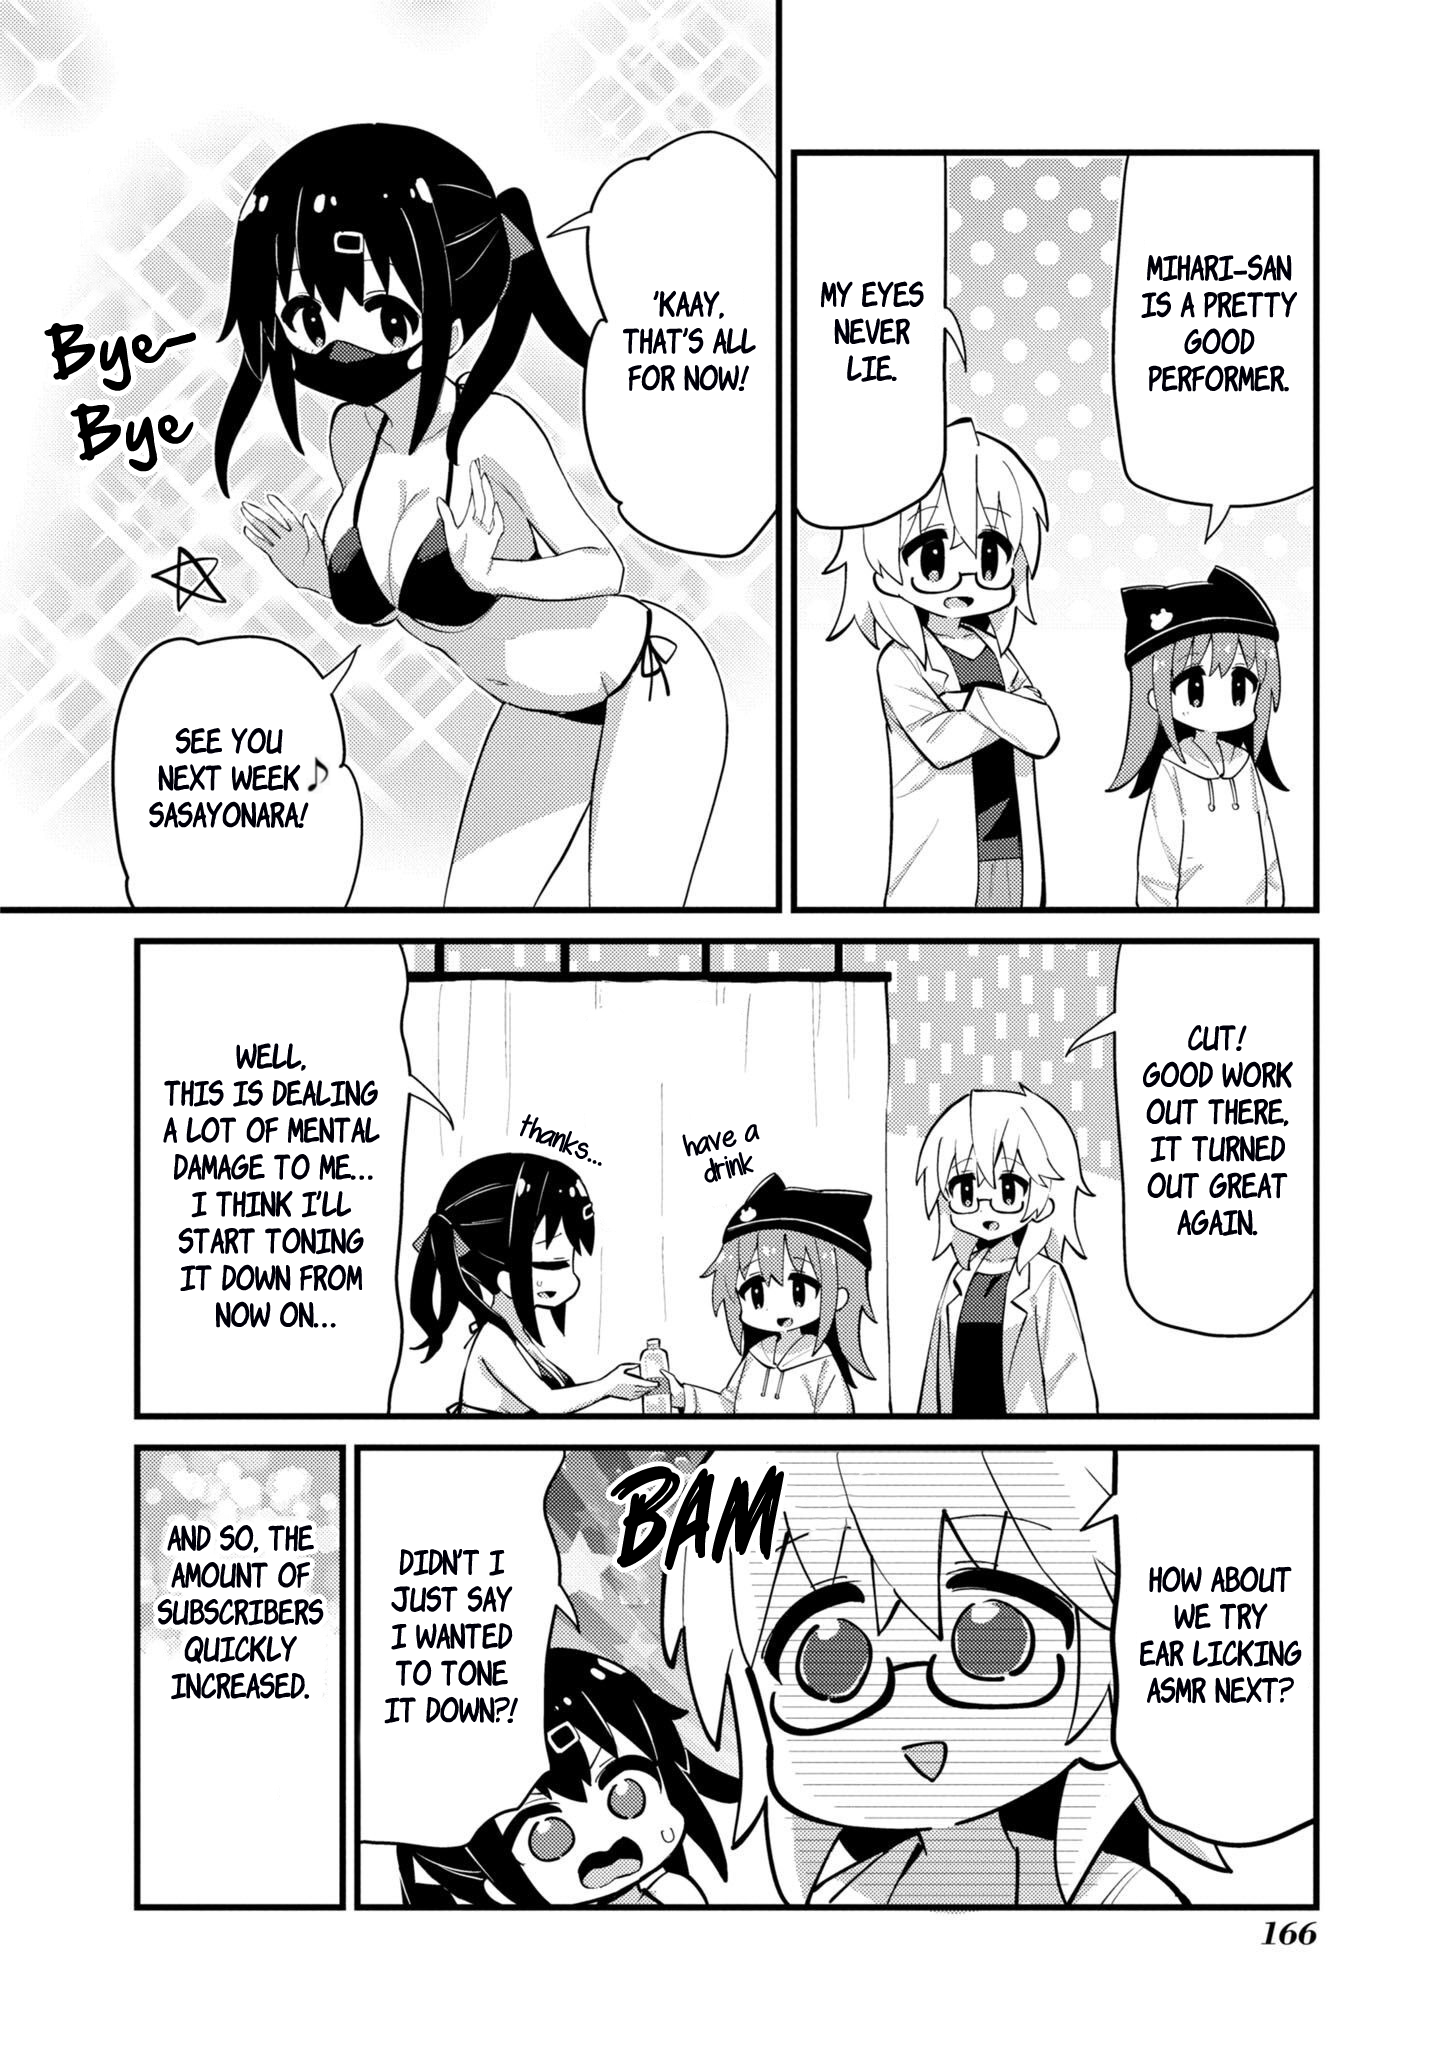 MIHARI-SAN
IS A PRETTY
GOOD
PERFORMER.
MY EYES
NEVER
LIE.
'KAAY,
THAT'S ALL
FOR NOW!
Bye-
Bye
SEE YOU
NEXT WEEK♪
SASAYONARA!
CUT!
GOOD WORK
OUT THERE,
IT TURNED
OUT GREAT
AGAIN.
have a
drink
thanks...
WELL,
THIS IS DEALING
A LOT OF MENTAL
DAMAGE TO ME...
I THINK I'LL
START TONING
IT DOWN FROM
NOW ON...
HOW ABOUT
WE TRY
EAR LICKING
ASMR NEXT?
BAM
DIDN'T I
JUST SAY
I WANTED
TO TONE
IT DOWN?!
AND SO, THE
AMOUNT OF
SUBSCRIBERS
QUICKLY
INCREASED.
166